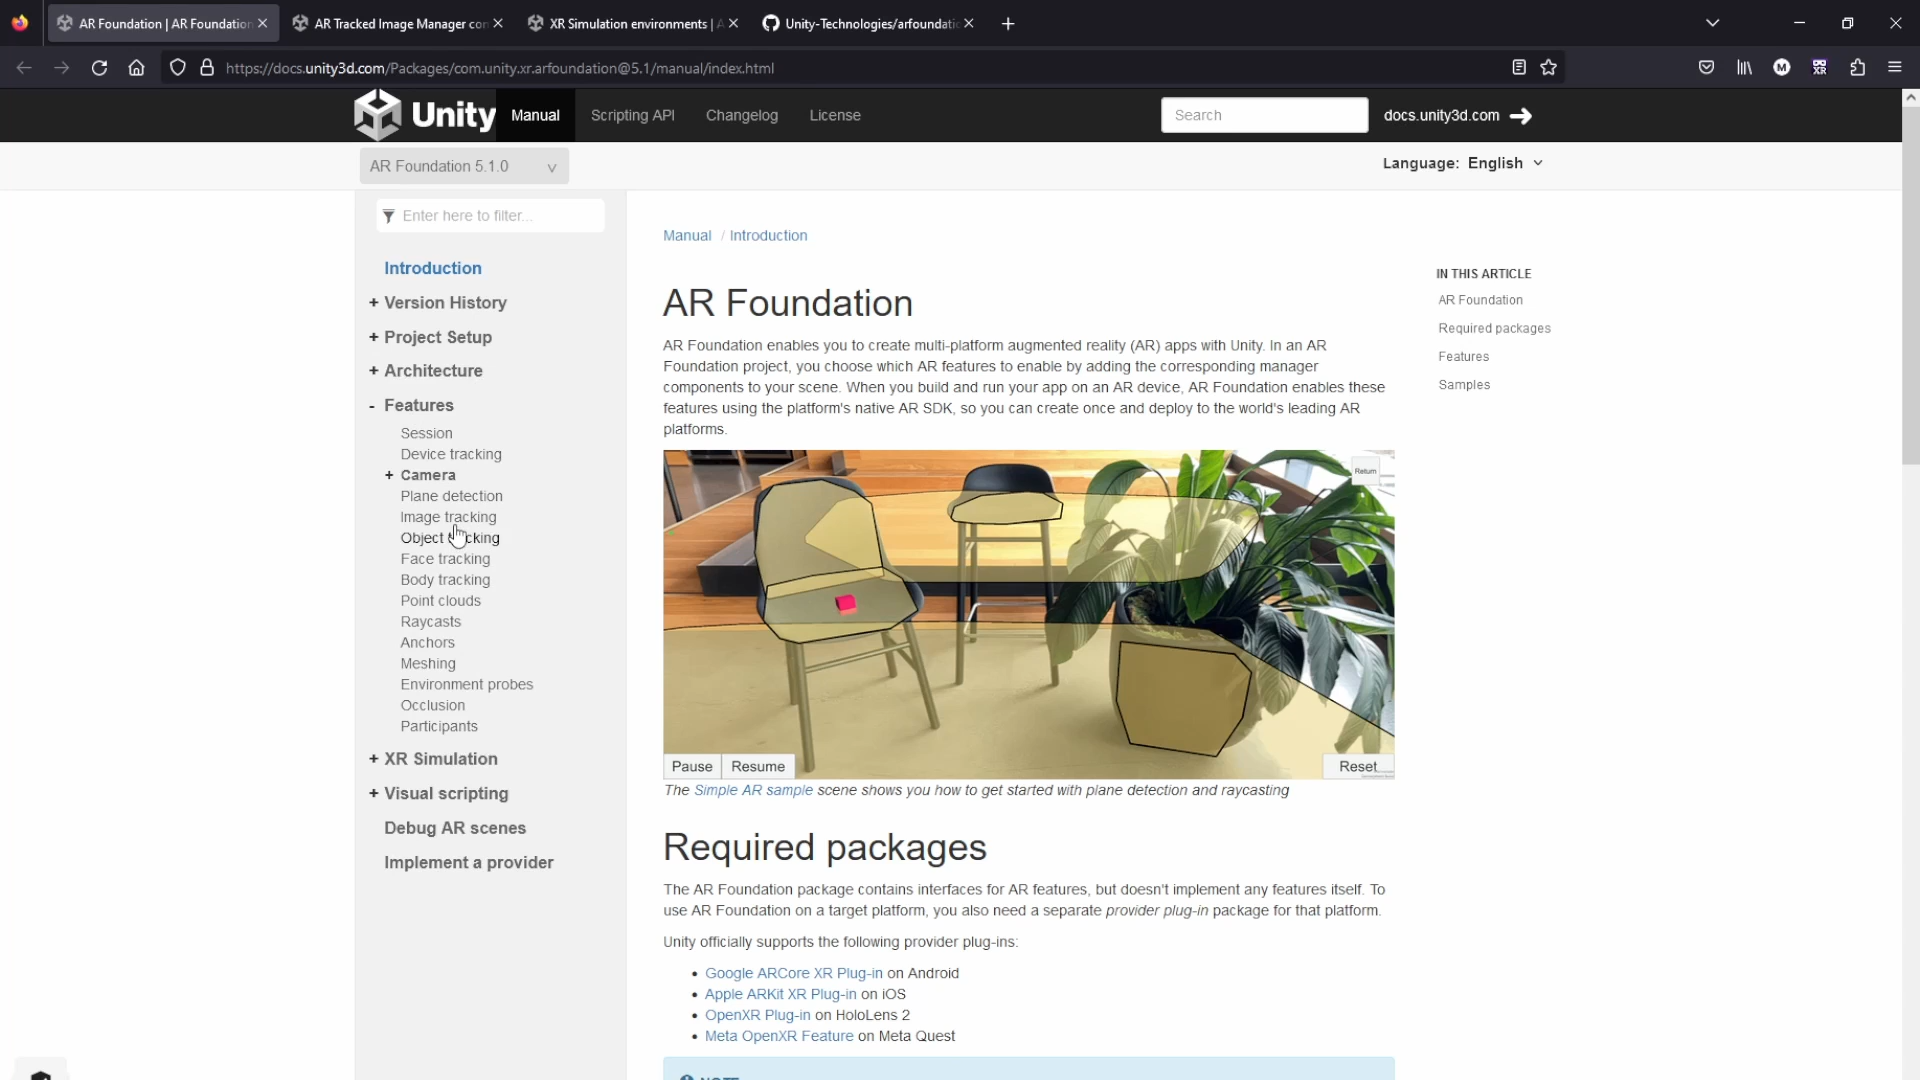 AR Foundation | AR Foundation
AR Tracked Image Manager con
XR Simulation environments | A
Unity-Technologies/arfoundatio
https://docs.unity3d.com/Packages/com.unity.xr.arfoundation@5.1/manual/index.html
M
XR
Unity
Manual
Scripting API
Changelog
License
Search
docs.unity3d.com
AR Foundation 5.1.0
Language: English
Enter here to filter...
Introduction
+ Version History
+ Project Setup
+ Architecture
- Features
Session
Device tracking
+ Camera
Plane detection
Image tracking
Object tracking
Face tracking
Body tracking
Point clouds
Raycasts
Anchors
Meshing
Environment probes
Occlusion
Participants
+ XR Simulation
+ Visual scripting
Debug AR scenes
Implement a provider
Manual / Introduction
AR Foundation
AR Foundation enables you to create multi-platform augmented reality (AR) apps with Unity. In an AR
Foundation project, you choose which AR features to enable by adding the corresponding manager
components to your scene. When you build and run your app on an AR device, AR Foundation enables these
features using the platform's native AR SDK, so you can create once and deploy to the world's leading AR
platforms.
Return
Pause
Resume
Reset
The Simple AR sample scene shows you how to get started with plane detection and raycasting
Required packages
The AR Foundation package contains interfaces for AR features, but doesn't implement any features itself. To
use AR Foundation on a target platform, you also need a separate provider plug-in package for that platform.
Unity officially supports the following provider plug-ins:
• Google ARCore XR Plug-in on Android
• Apple ARKit XR Plug-in on iOS
• OpenXR Plug-in on HoloLens 2
• Meta OpenXR Feature on Meta Quest
NOTE
IN THIS ARTICLE
AR Foundation
Required packages
Features
Samples